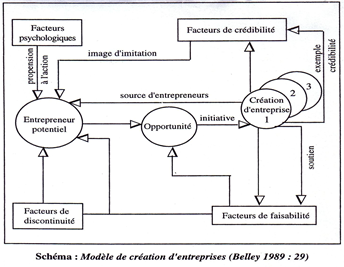 Facteurs
psychologiques
Facteurs de crédibilité
image d'imitation
propension
à l'action
exemple
crédibilité
source d'entrepreneurs
3
2
Création
d'entreprise
1
Entrepreneur
potentiel
Opportunité
initiative
soutien
Facteurs de
discontinuité
Facteurs de faisabilité
Schéma : Modèle de création d'entreprises (Belley 1989 : 29)